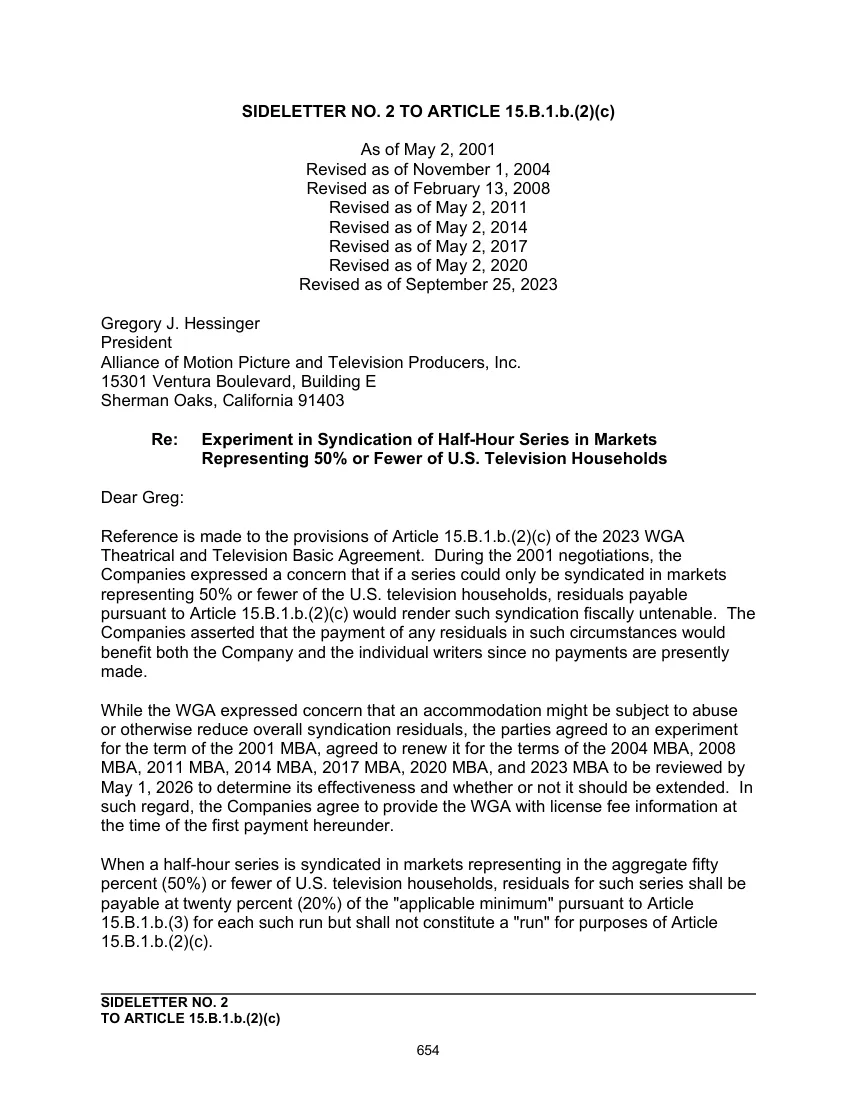 SIDELETTER NO. 2 TO ARTICLE 15.B.1.b.(2)(c)
As of May 2, 2001
Revised as of November 1, 2004
Revised as of February 13, 2008
Revised as of May 2, 2011
Revised as of May 2, 2014
Revised as of May 2, 2017
Revised as of May 2, 2020
Revised as of September 25, 2023
Gregory J. Hessinger
President
Alliance of Motion Picture and Television Producers, Inc.
15301 Ventura Boulevard, Building E
Sherman Oaks, California 91403
Re: Experiment in Syndication of Half-Hour Series in Markets
Representing 50% or Fewer of U.S. Television Households
Dear Greg:
Reference is made to the provisions of Article 15.B.1.b.(2)(c) of the 2023 WGA
Theatrical and Television Basic Agreement. During the 2001 negotiations, the
Companies expressed a concern that if a series could only be syndicated in markets
representing 50% or fewer of the U.S. television households, residuals payable
pursuant to Article 15.B.1.b.(2)(c) would render such syndication fiscally untenable. The
Companies asserted that the payment of any residuals in such circumstances would
benefit both the Company and the individual writers since no payments are presently
made.
While the WGA expressed concern that an accommodation might be subject to abuse
or otherwise reduce overall syndication residuals, the parties agreed to an experiment
for the term of the 2001 MBA, agreed to renew it for the terms of the 2004 MBA, 2008
MBA, 2011 MBA, 2014 MBA, 2017 MBA, 2020 MBA, and 2023 MBA to be reviewed by
May 1, 2026 to determine its effectiveness and whether or not it should be extended. In
such regard, the Companies agree to provide the WGA with license fee information at
the time of the first payment hereunder.
When a half-hour series is syndicated in markets representing in the aggregate fifty
percent (50%) or fewer of U.S. television households, residuals for such series shall be
payable at twenty percent (20%) of the "applicable minimum" pursuant to Article
15.B.1.b.(3) for each such run but shall not constitute a "run" for purposes of Article
15.B.1.b.(2)(c).
SIDELETTER NO. 2
TO ARTICLE 15.B.1.b.(2)(c)
654